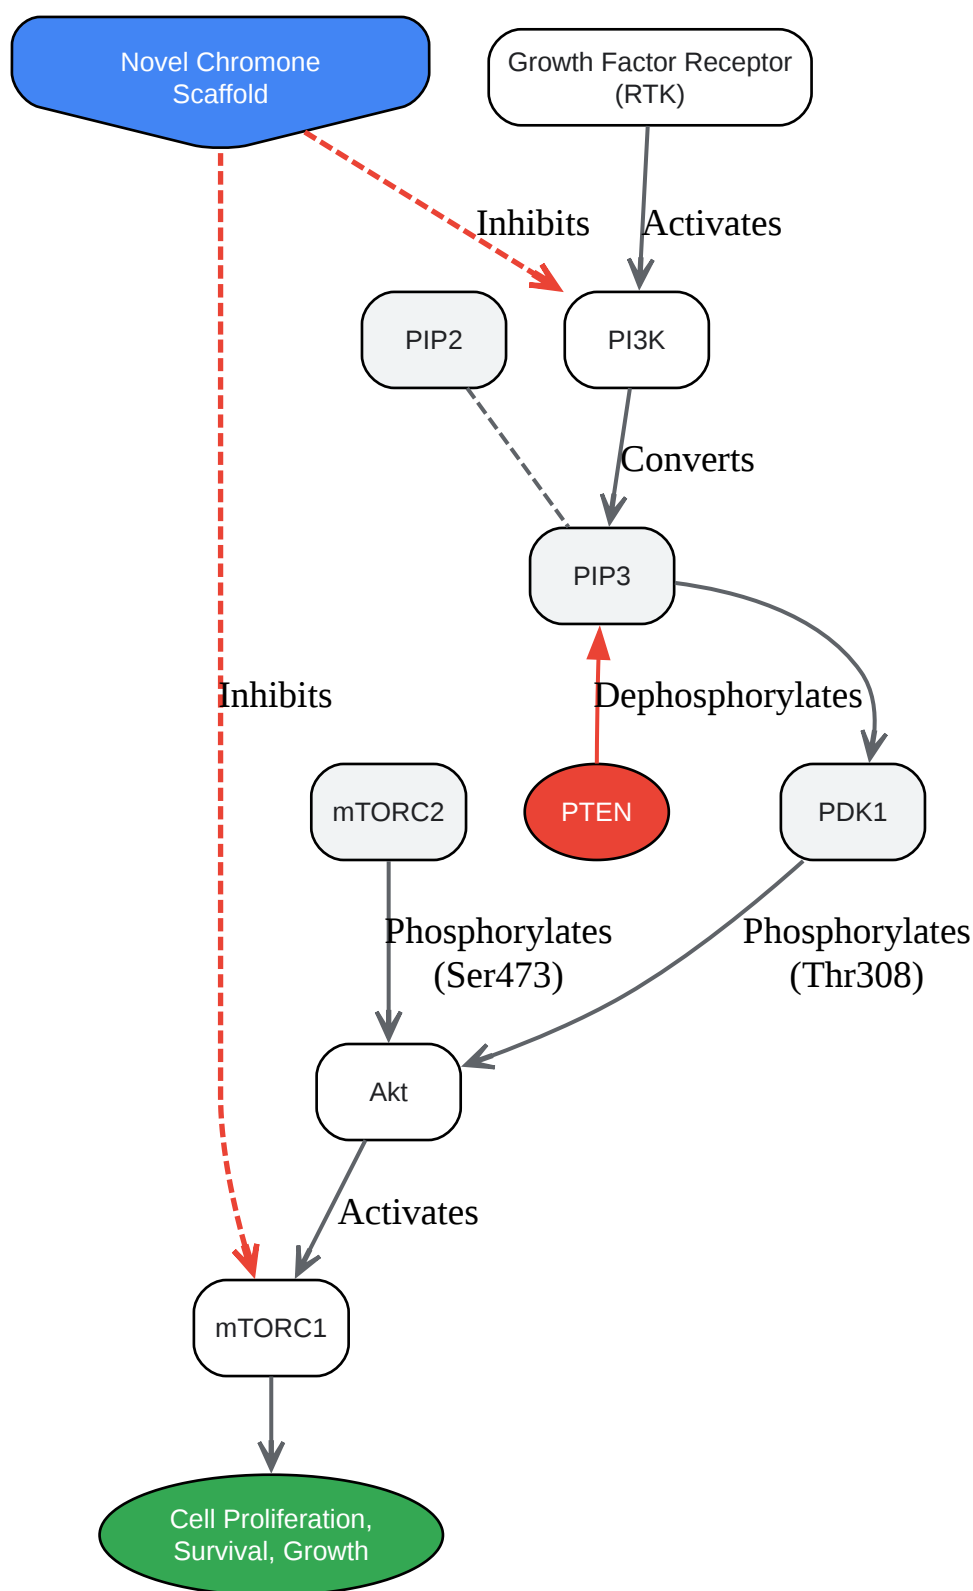 Novel Chromone
Scaffold
Growth Factor Receptor
(RTK)
Inhibits
Activates
PIP2
PI3K
Converts
PIP3
Inhibits
Dephosphorylates
mTORC2
PTEN
PDK1
Phosphorylates
(Ser473)
Phosphorylates
(Thr308)
Akt
Activates
mTORC1
Cell Proliferation,
Survival, Growth